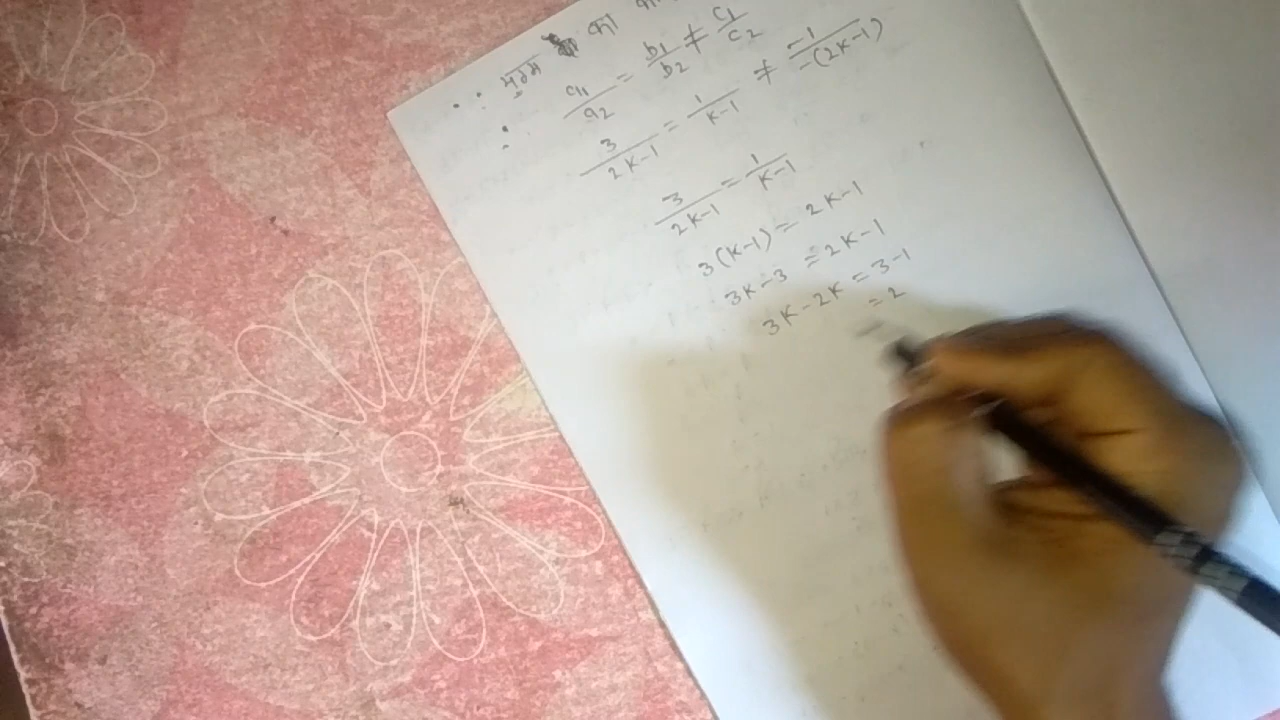 ∴ का
∴ a1/a2 = b1/b2 ≠ c1/c2
3/2K-1 = 1/K-1 ≠ -1/-(2K-1)
3/2K-1 = 1/K-1
3(K-1) = 2K-1
3K-3 = 2K-1
3K-2K = 3-1
= 2